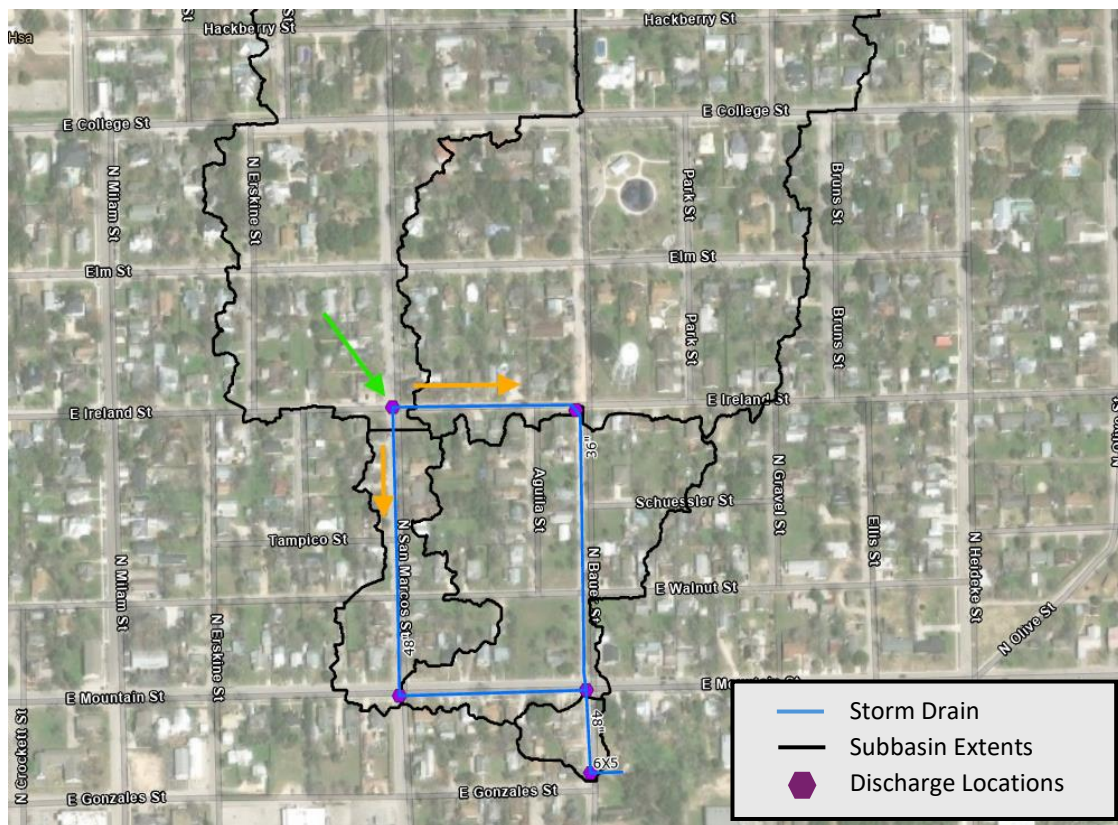 Hackberry St
Hackberry St
Hsa
E College St
E College St
N Milam St
N Erskine St
Park St
Bruns St
Elm St
Elm St
Park St
Bruns St
E Ireland St
E Ireland St
36"
Aguila St
N Gravel St
Schuessler St
Ellis St
N Heideke St
Tampico St
N San Marcos St
N Milam St
N Erskine St
N Bauer St
E Walnut St
48"
N Olive St
E Mountain St
N Crockett St
48"
6X5
E Gonzales St
E Gonzales St
Storm Drain
Subbasin Extents
Discharge Locations